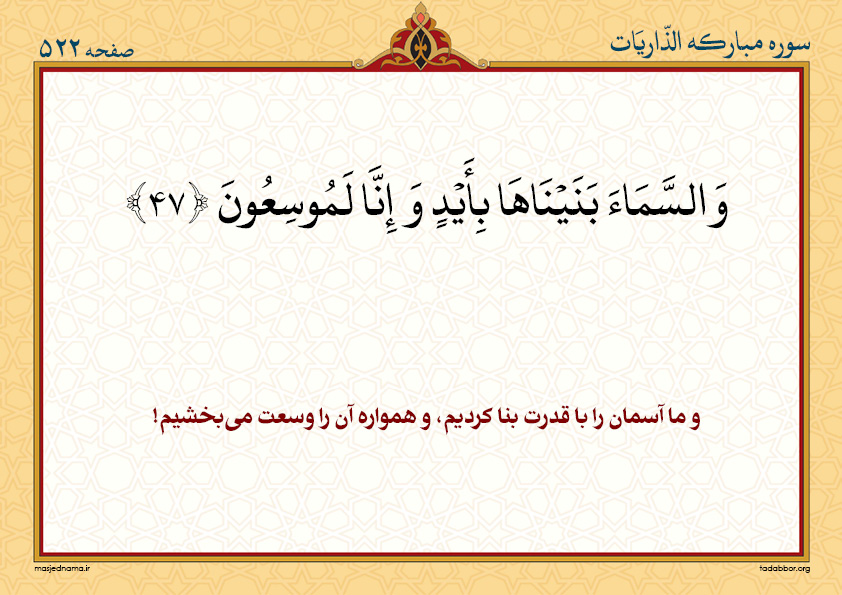 سوره مبارکه الذّاریَات
صفحه ۵۲۲
وَ السَّمَاءَ بَنَيْنَاهَا بِأَيْدٍ وَ إِنَّا لَمُوسِعُونَ ﴿۴۷﴾
و ما آسمان را با قدرت بنا کردیم، و همواره آن را وسعت می‌بخشیم!
masjednama.ir
tadabbor.org